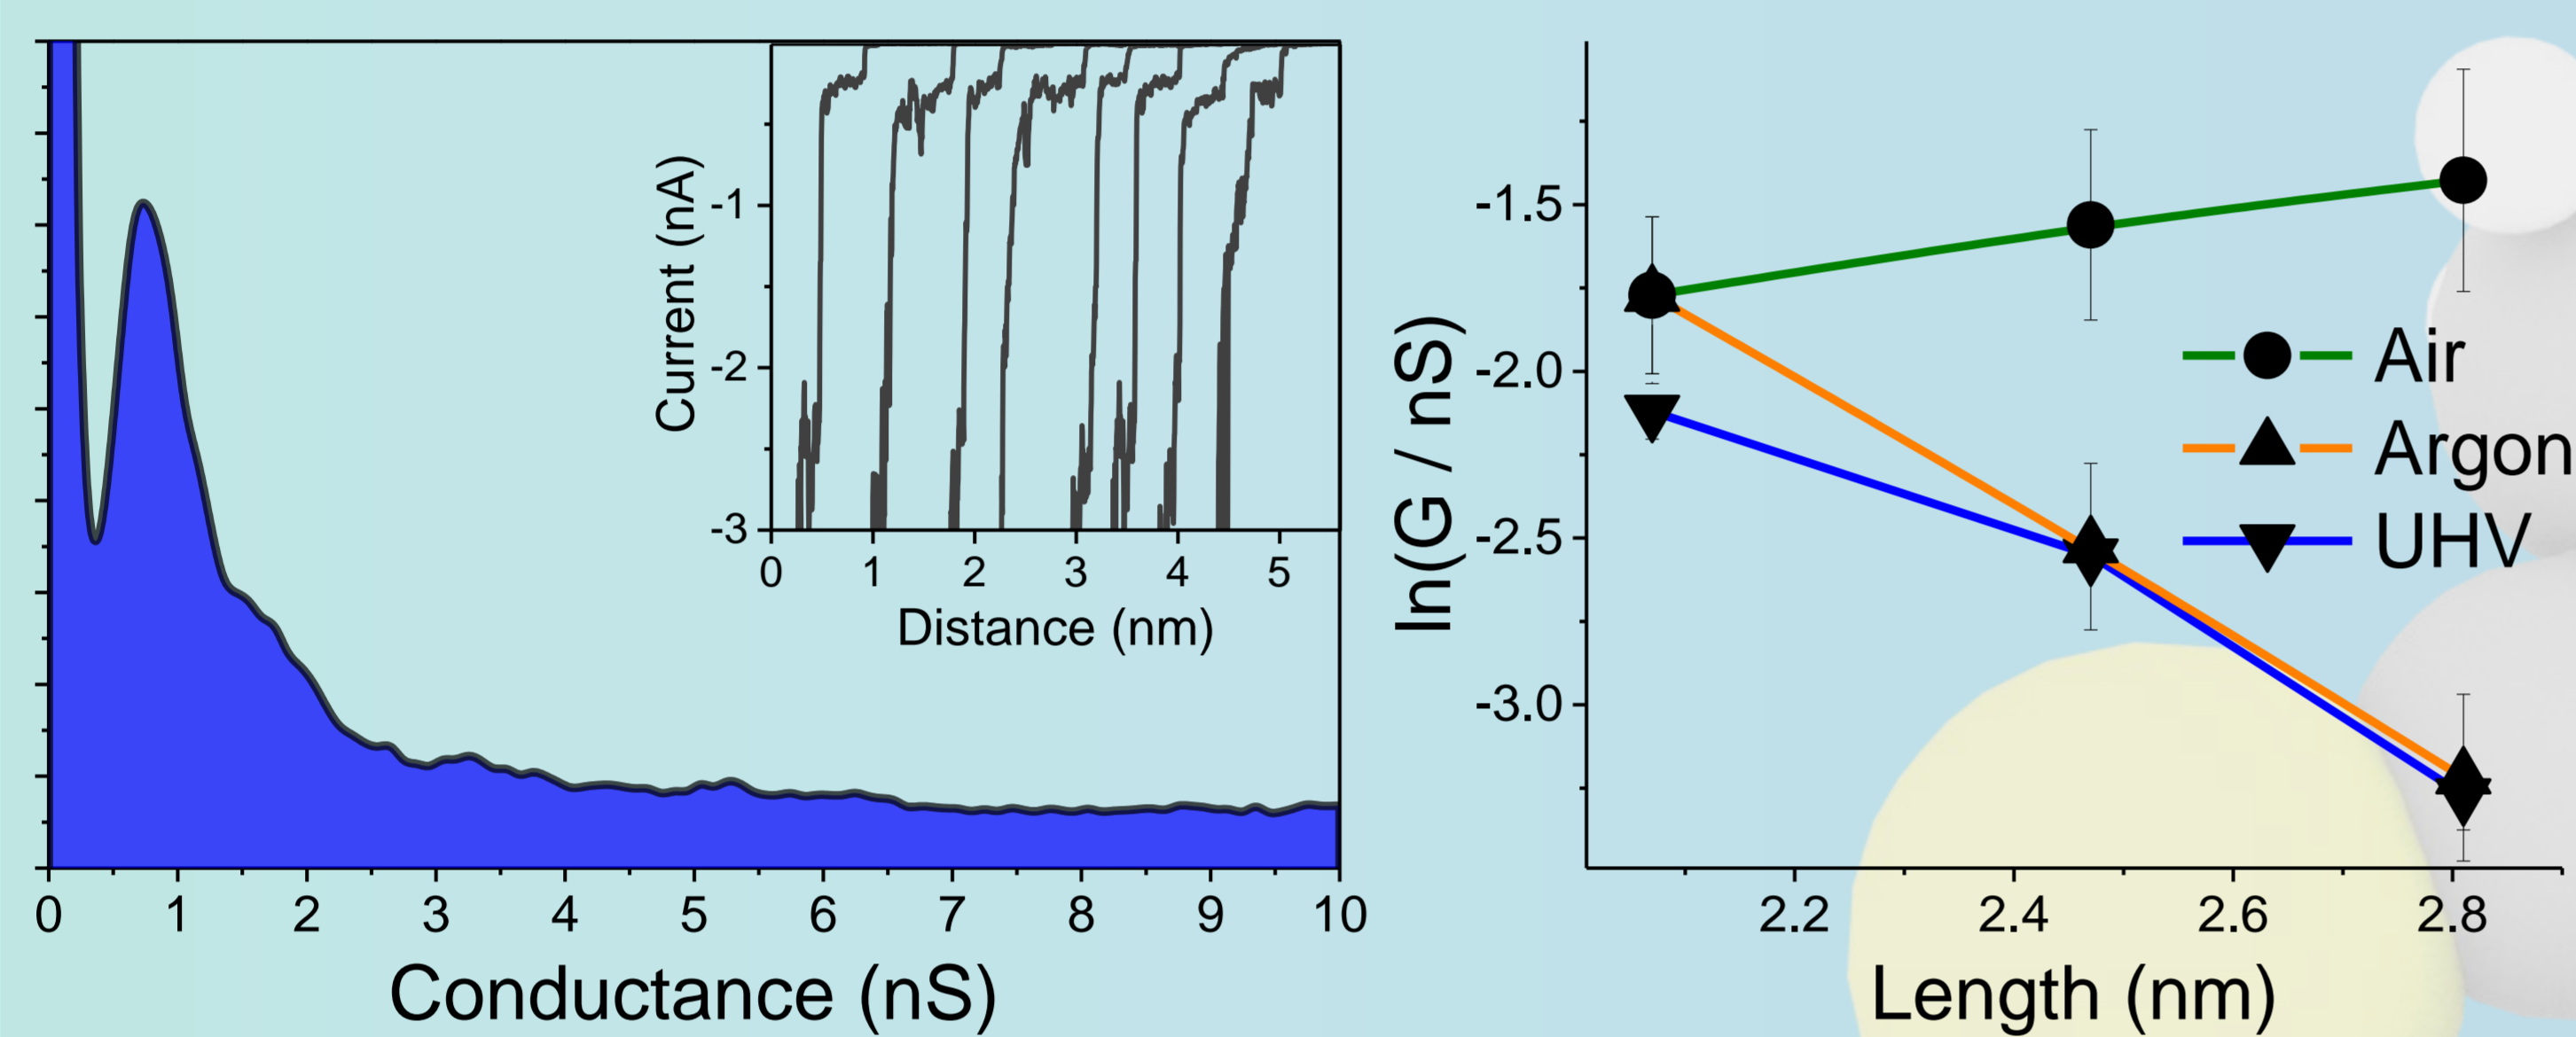 Current (nA)
-1
-2
-3
0 1 2 3 4 5
Distance (nm)
0 1 2 3 4 5 6 7 8 9 10
Conductance (nS)
ln(G / nS)
-1.5
-2.0
-2.5
-3.0
Air
Argon
UHV
2.2 2.4 2.6 2.8
Length (nm)